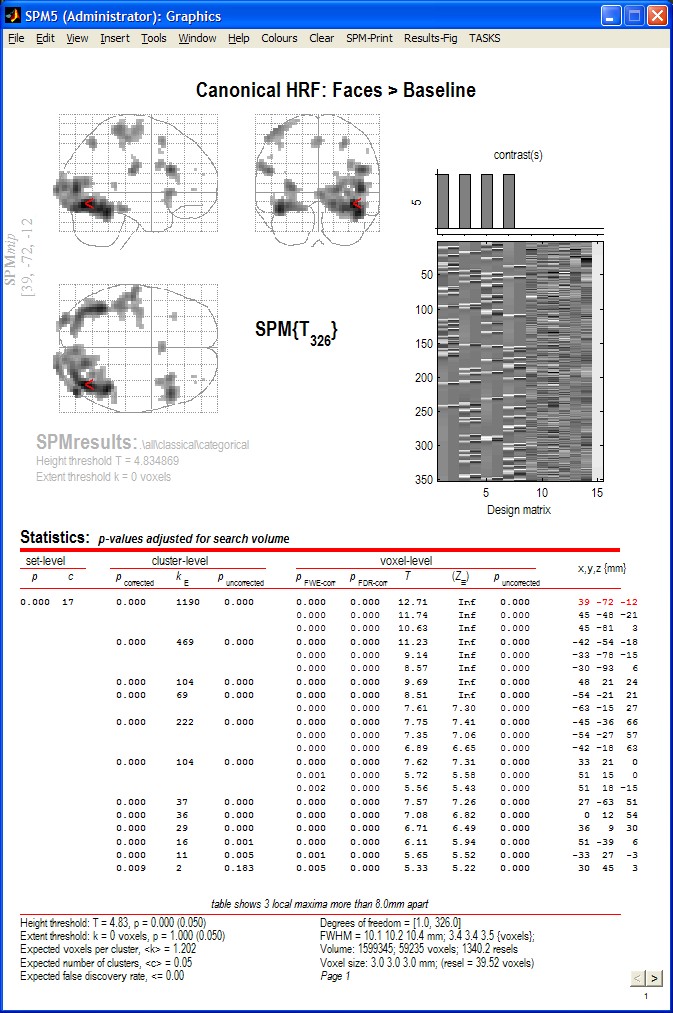 SPM5 (Administrator): Graphics
File Edit View Insert Tools Window Help Colours Clear SPM-Print Results-Fig TASKS
Canonical HRF: Faces > Baseline
SPMmip
[39, -72, -12]
<
<
<
SPM{T326}
contrast(s)
5
50
100
150
200
250
300
350
5 10 15
Design matrix
SPMresults: .\all\classical\categorical
Height threshold T = 4.834869
Extent threshold k = 0 voxels
Statistics: p-values adjusted for search volume
set-level cluster-level voxel-level x,y,z {mm}
p c p corrected k E p uncorrected p FWE-corr p FDR-corr T (Z≡) p uncorrected
0.000 17 0.000 1190 0.000 0.000 0.000 12.71 Inf 0.000 39 -72 -12
0.000 0.000 11.74 Inf 0.000 45 -48 -21
0.000 0.000 10.63 Inf 0.000 45 -81 3
0.000 469 0.000 0.000 0.000 11.23 Inf 0.000 -42 -54 -18
0.000 0.000 9.14 Inf 0.000 -33 -78 -15
0.000 0.000 8.57 Inf 0.000 -30 -93 6
0.000 104 0.000 0.000 0.000 9.69 Inf 0.000 48 21 24
0.000 69 0.000 0.000 0.000 8.51 Inf 0.000 -54 -21 21
0.000 0.000 7.61 7.30 0.000 -63 -15 27
0.000 222 0.000 0.000 0.000 7.75 7.41 0.000 -45 -36 66
0.000 0.000 7.35 7.06 0.000 -54 -27 57
0.000 0.000 6.89 6.65 0.000 -42 -18 63
0.000 104 0.000 0.000 0.000 7.62 7.31 0.000 33 21 0
0.001 0.000 5.72 5.58 0.000 51 15 0
0.002 0.000 5.56 5.43 0.000 51 18 -15
0.000 37 0.000 0.000 0.000 7.57 7.26 0.000 27 -63 51
0.000 36 0.000 0.000 0.000 7.08 6.82 0.000 0 12 54
0.000 29 0.000 0.000 0.000 6.71 6.49 0.000 36 9 30
0.000 16 0.001 0.000 0.000 6.11 5.94 0.000 51 -39 6
0.000 11 0.005 0.001 0.000 5.65 5.52 0.000 -33 27 -3
0.009 2 0.183 0.005 0.000 5.33 5.22 0.000 30 45 3
table shows 3 local maxima more than 8.0mm apart
Height threshold: T = 4.83, p = 0.000 (0.050) Degrees of freedom = [1.0, 326.0]
Extent threshold: k = 0 voxels, p = 1.000 (0.050) FWHM = 10.1 10.2 10.4 mm; 3.4 3.4 3.5 {voxels};
Expected voxels per cluster, <k> = 1.202 Volume: 1599345; 59235 voxels; 1340.2 resels
Expected number of clusters, <c> = 0.05 Voxel size: 3.0 3.0 3.0 mm; (resel = 39.52 voxels)
Expected false discovery rate, <= 0.00 Page 1
< >
1